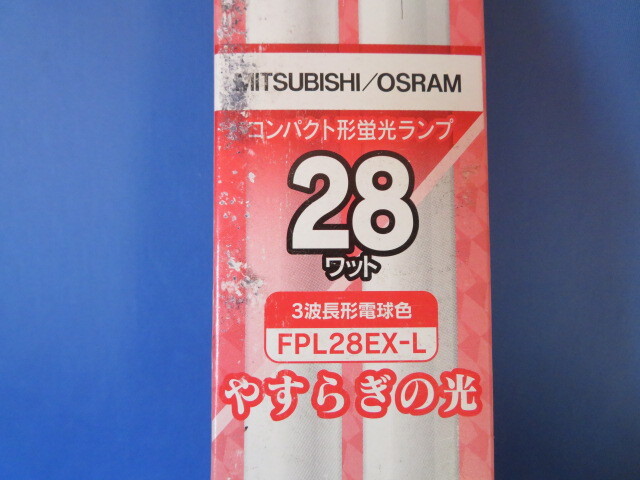 MITSUBISHI/OSRAM
コンパクト形蛍光ランプ
28
ワット
3波長形電球色
FPL28EX-L
やすらぎの光